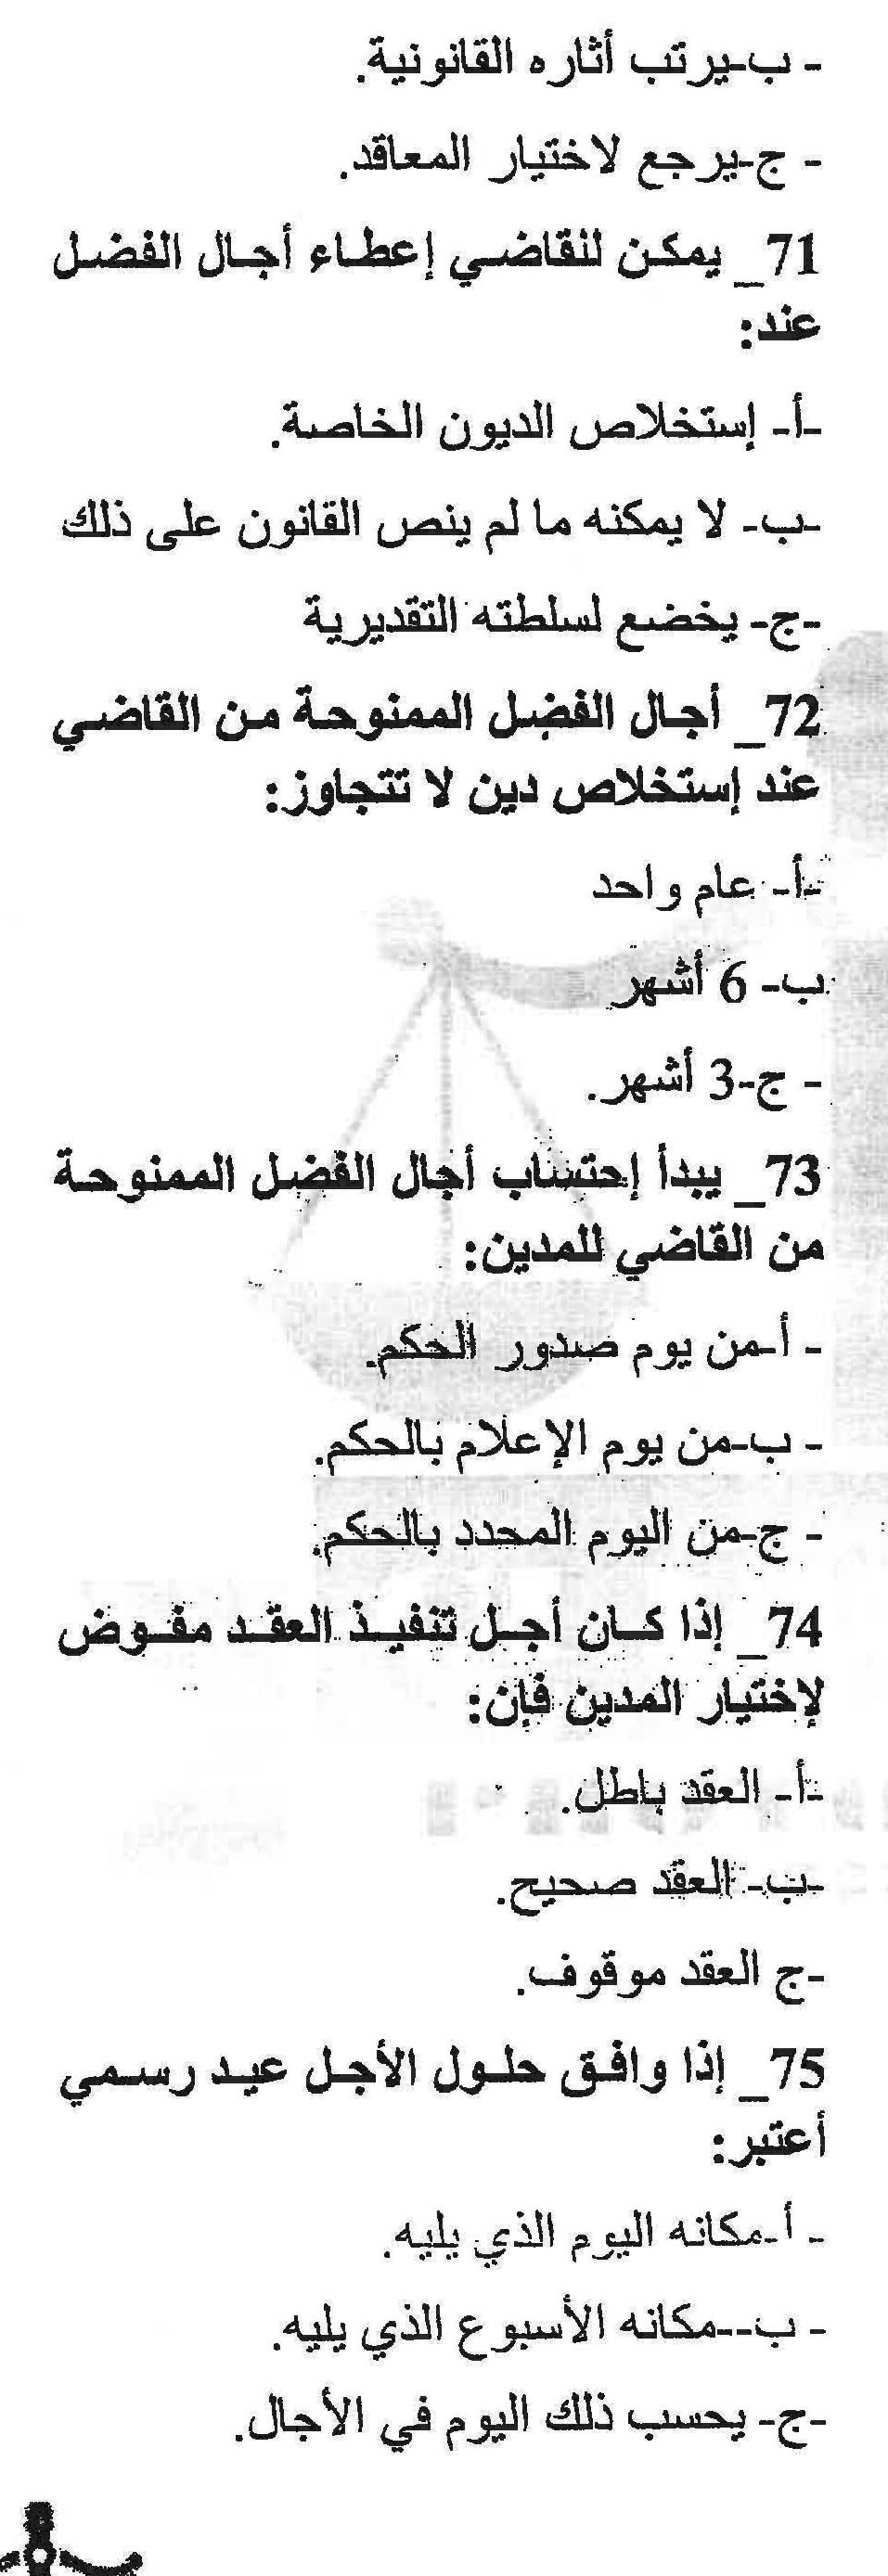 - ب-يرتب أثاره القانونية.
- ج-يرجع لاختيار المعاقد.
71_ يمكن للقاضي إعطاء أجال الفضل
عند:
-أ- إستخلاص الديون الخاصة.
-ب- لا يمكنه ما لم ينص القانون على ذلك
-ج- يخضع لسلطته التقديرية
72_ أجال الفضل الممنوحة من القاضي
عند إستخلاص دين لا تتجاوز:
-أ- عام واحد
ب- 6 أشهر
- ج-3 أشهر.
73_ يبدأ إحتساب أجال الفضل الممنوحة
من القاضي للمدين:
- أ-من يوم صدور الحكم.
- ب-من يوم الإعلام بالحكم.
- ج-من اليوم المحدد بالحكم.
74_ إذا كان أجل تنفيذ العقد مفوض
لإختيار المدين فإن:
-أ- العقد باطل.
-ب- العقد صحيح.
-ج العقد موقوف.
75_ إذا وافق حلول الأجل عيد رسمي
أعتبر:
- أ-مكانه اليوم الذي يليه.
- ب--مكانه الأسبوع الذي يليه.
-ج- يحسب ذلك اليوم في الأجال.